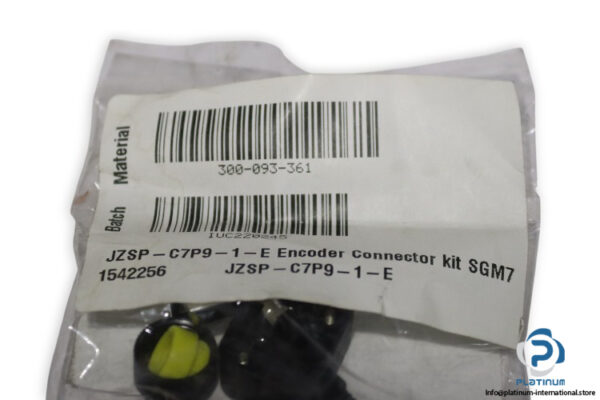 Material
300-093-361
Batch
IUC220245
JZSP-C7P9-1-E Encoder Connector kit SGM7
1542256 JZSP-C7P9-1-E
PLATINUM
Info@platinum-international.store